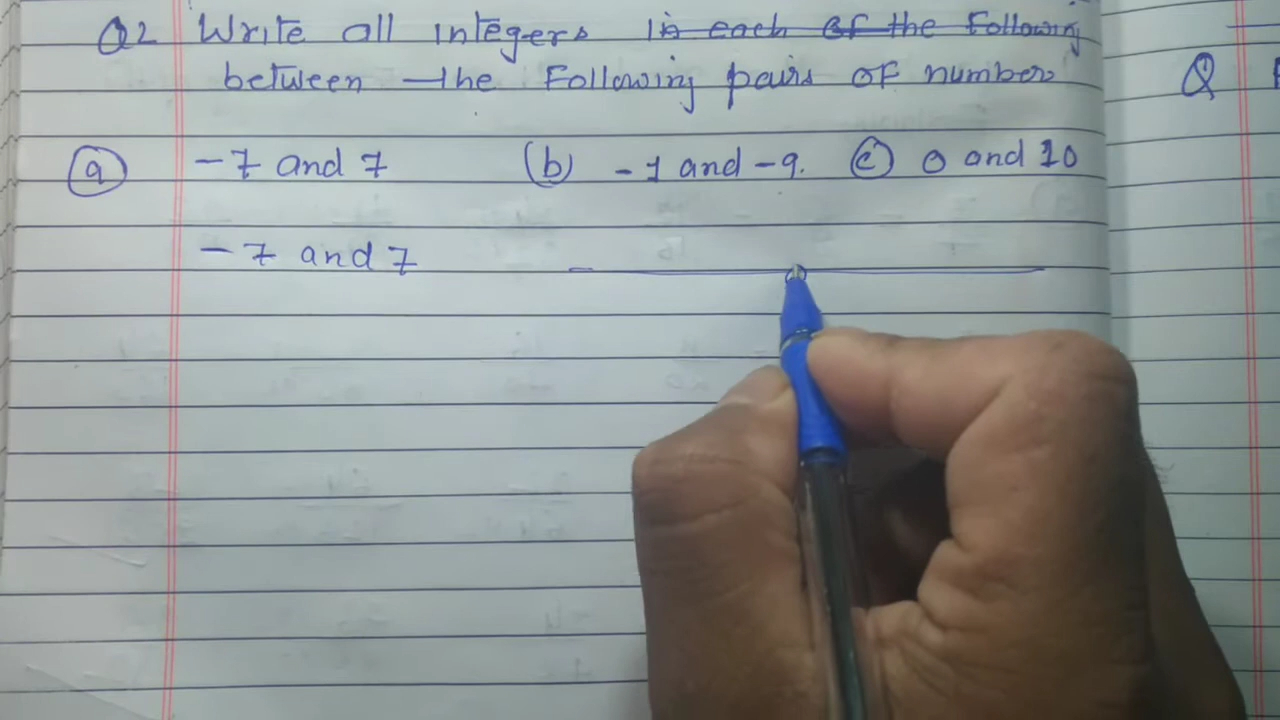 Q2 Write all integers in each of the following
between the following pairs of number
(a) -7 and 7 (b) -1 and -9. (c) 0 and 10
-7 and 7
Q